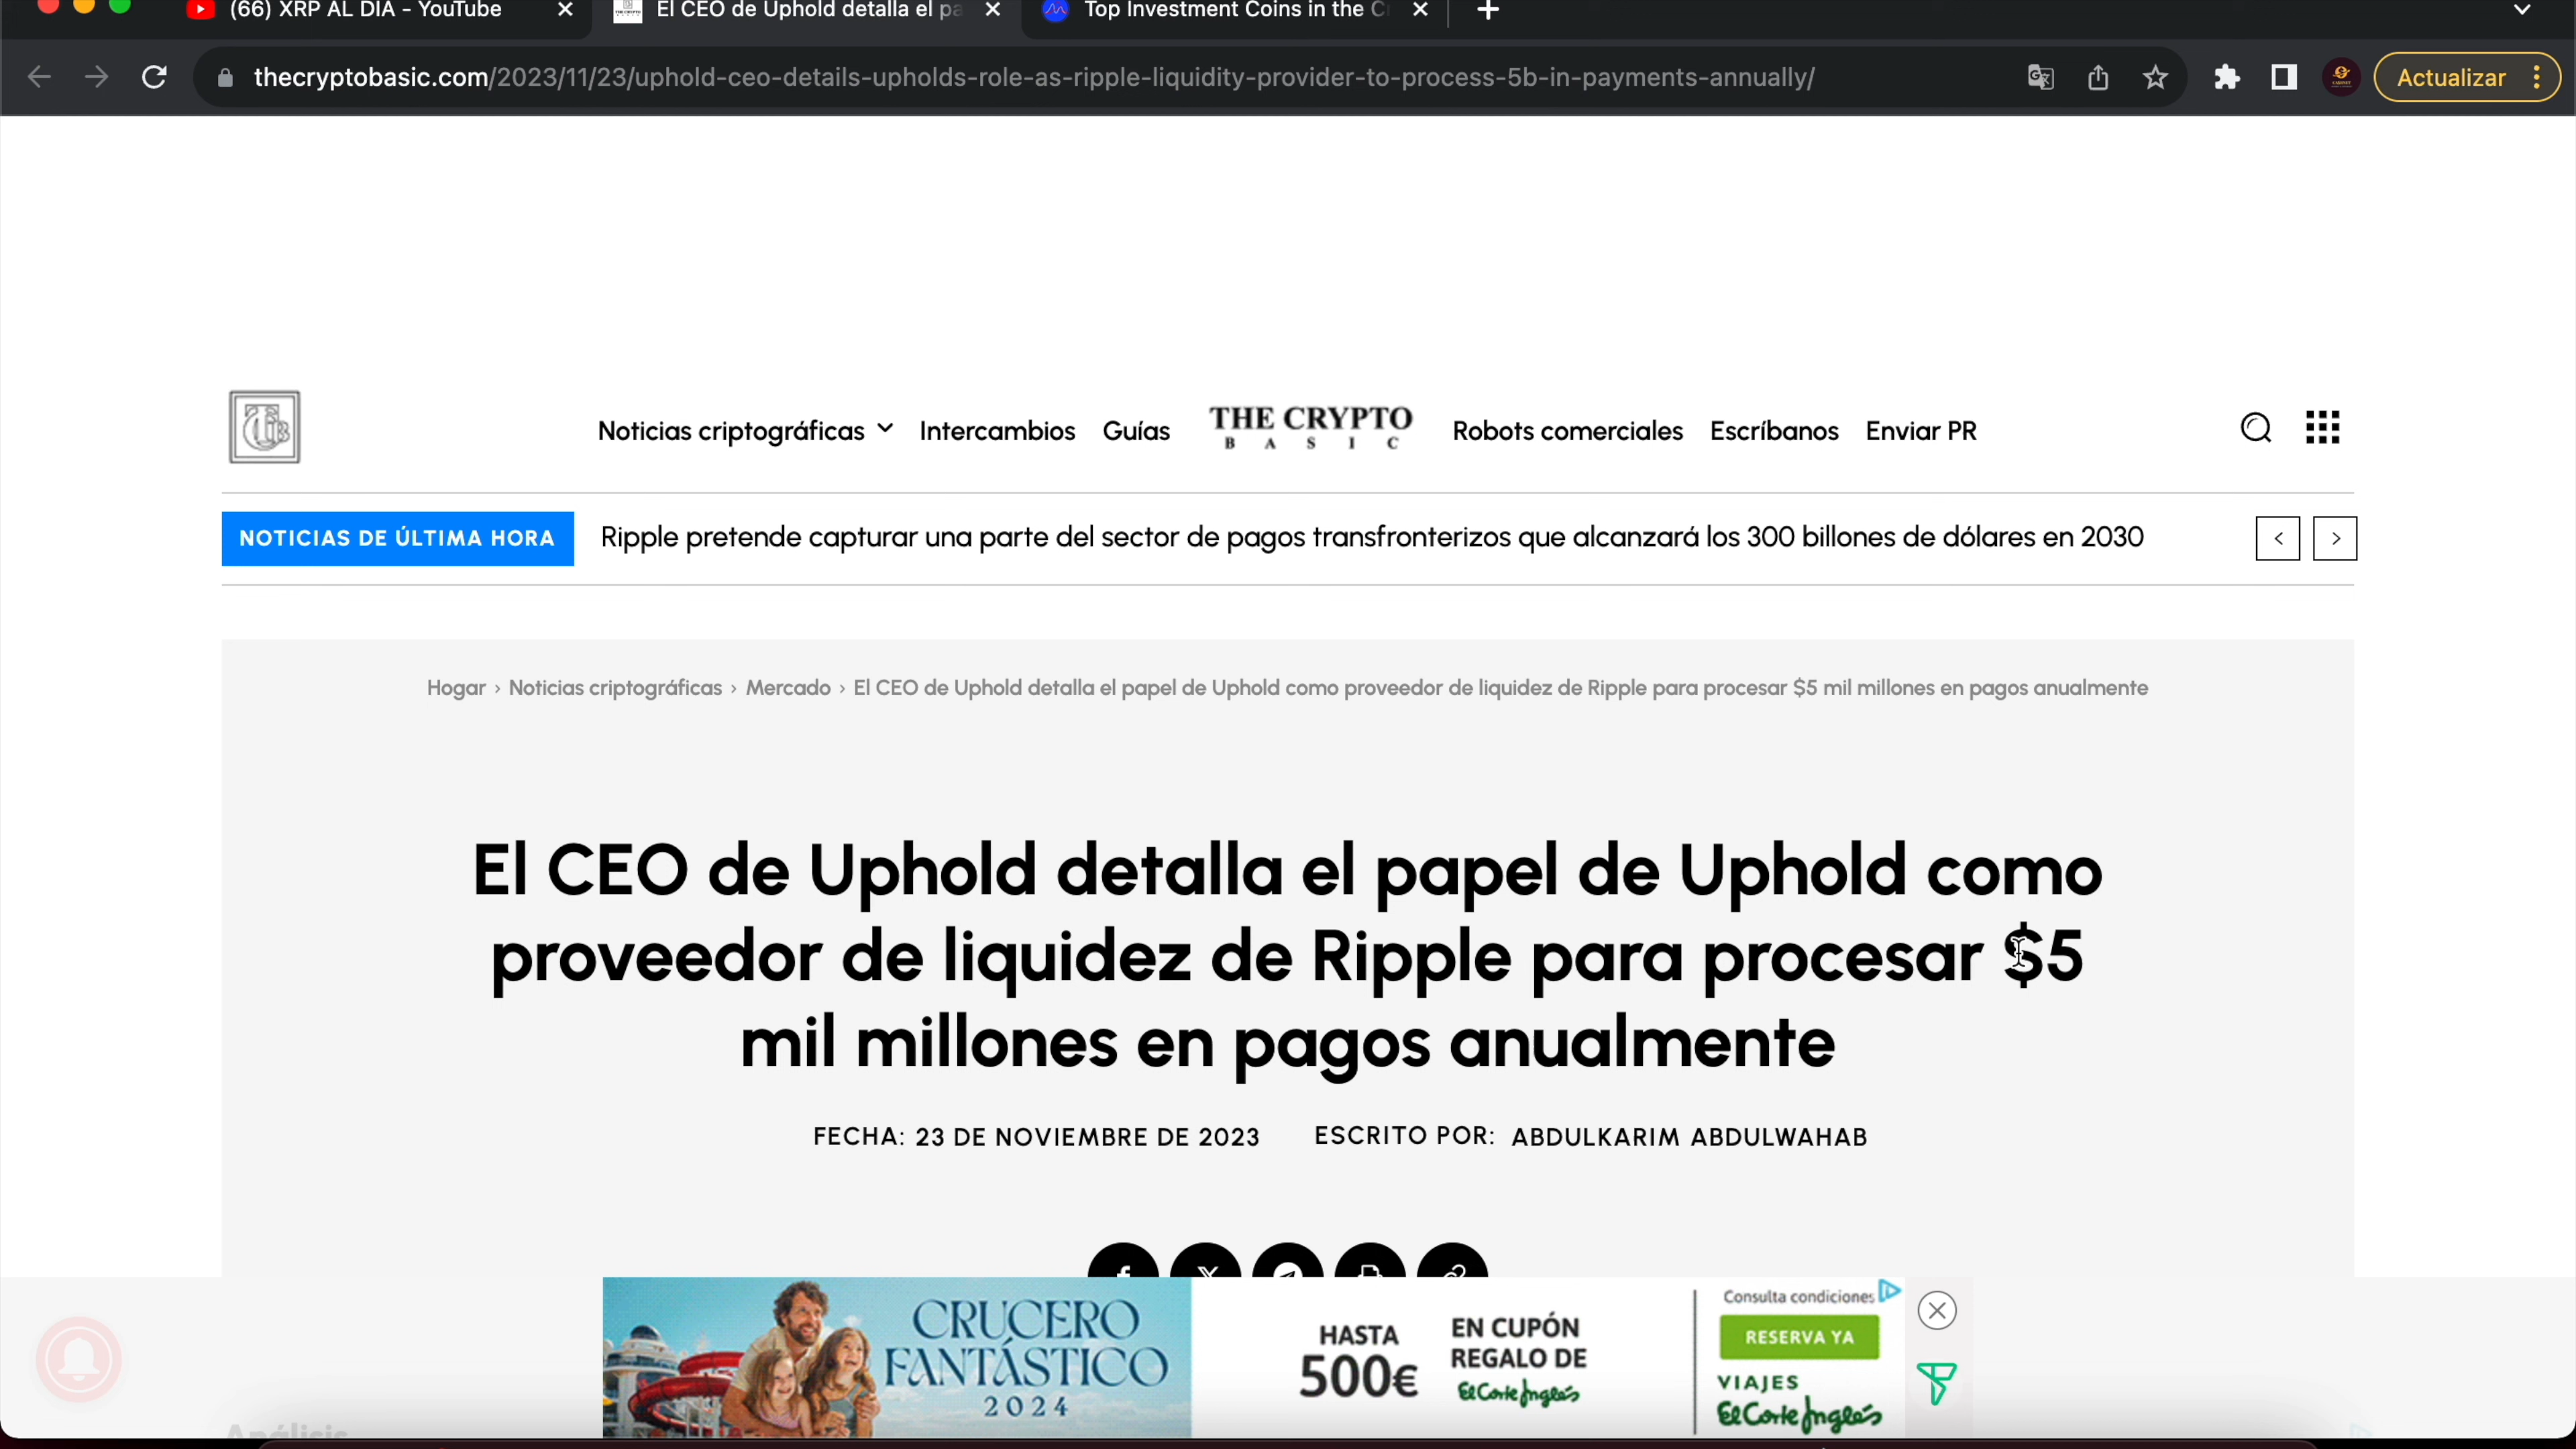 (66) XRP AL DIA - YouTube
El CEO de Uphold detalla el pa
Top Investment Coins in the C
thecryptobasic.com/2023/11/23/uphold-ceo-details-upholds-role-as-ripple-liquidity-provider-to-process-5b-in-payments-annually/
Actualizar
Noticias criptográficas
Intercambios
Guías
THE CRYPTO
BASIC
Robots comerciales
Escríbanos
Enviar PR
NOTICIAS DE ÚLTIMA HORA
Ripple pretende capturar una parte del sector de pagos transfronterizos que alcanzará los 300 billones de dólares en 2030
Hogar › Noticias criptográficas › Mercado › El CEO de Uphold detalla el papel de Uphold como proveedor de liquidez de Ripple para procesar $5 mil millones en pagos anualmente
El CEO de Uphold detalla el papel de Uphold como
proveedor de liquidez de Ripple para procesar $5
mil millones en pagos anualmente
FECHA: 23 DE NOVIEMBRE DE 2023
ESCRITO POR: ABDULKARIM ABDULWAHAB
CRUCERO
FANTÁSTICO
2024
HASTA
500€
EN CUPÓN
REGALO DE
El Corte Inglés
Consulta condiciones
RESERVA YA
VIAJES
El Corte Inglés
Análisis